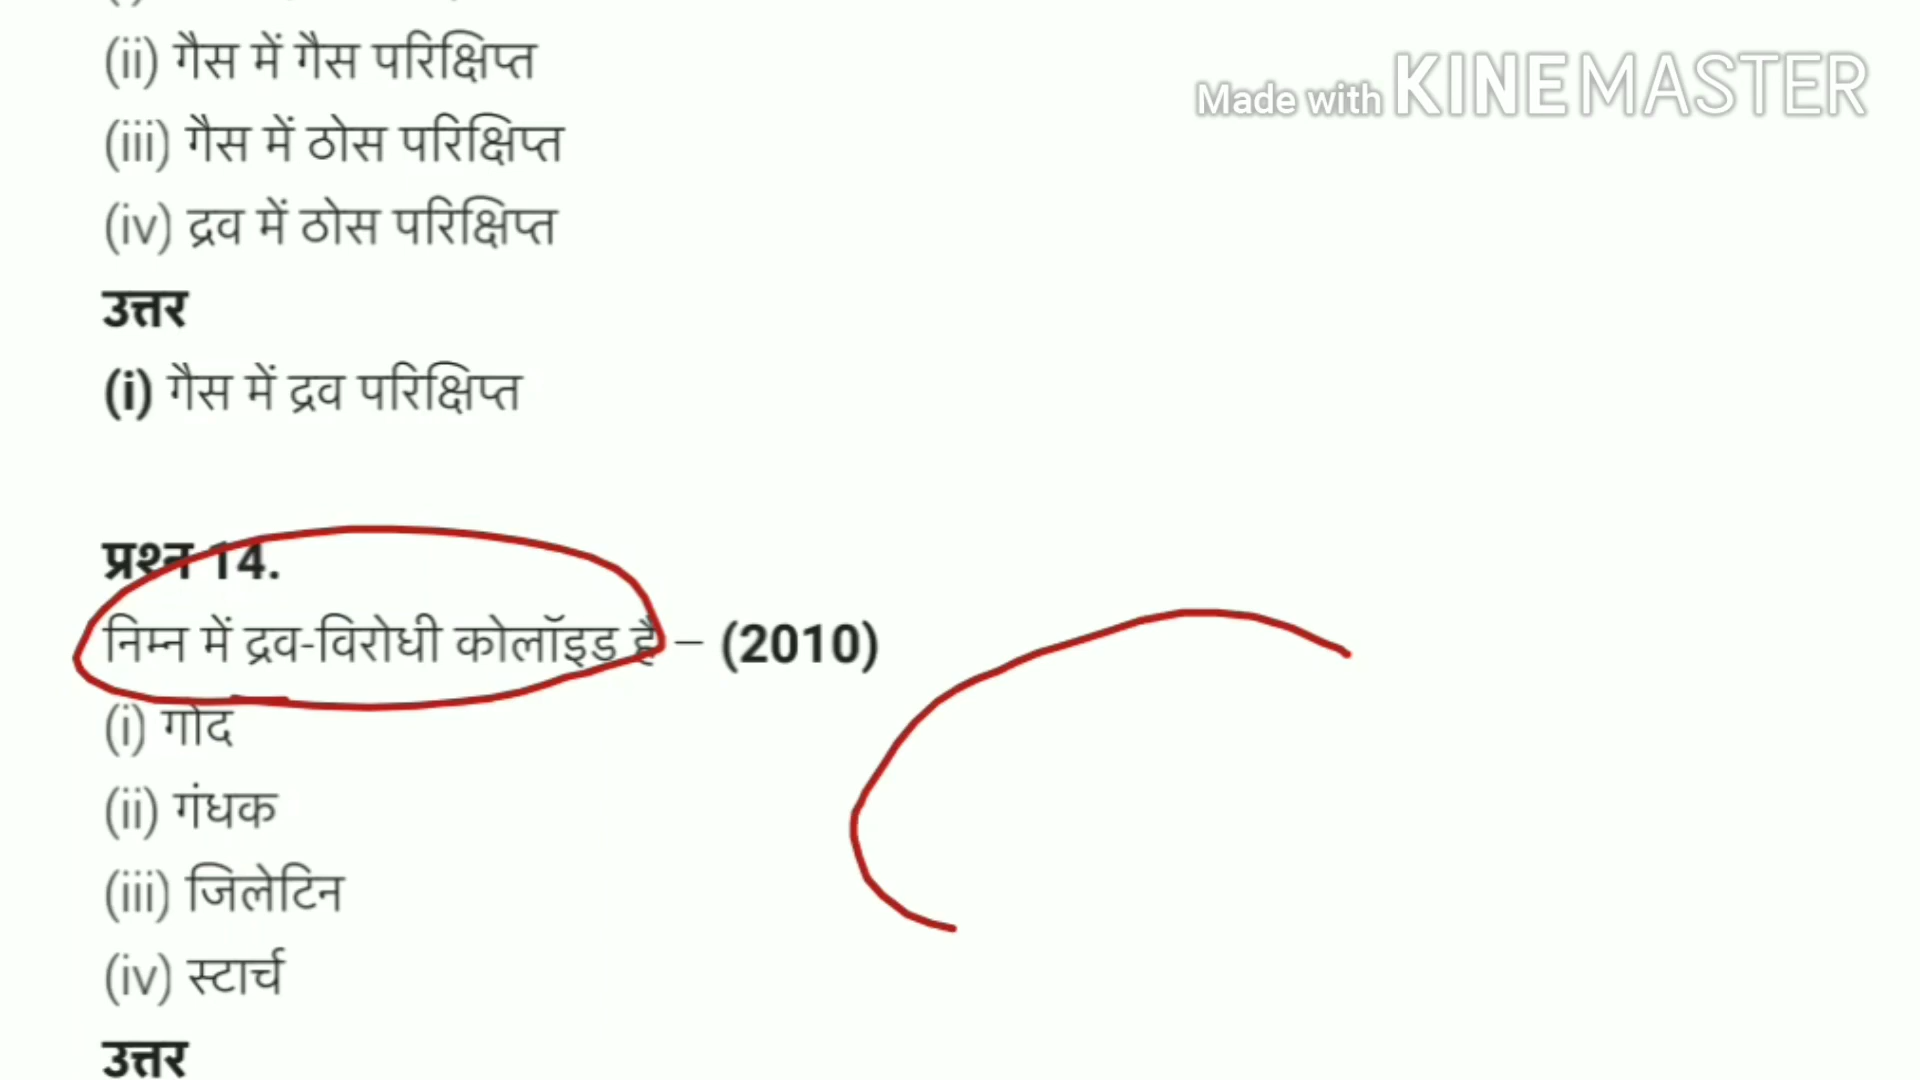 (ii) गैस में गैस परिक्षिप्त
Made with KINEMASTER
(iii) गैस में ठोस परिक्षिप्त
(iv) द्रव में ठोस परिक्षिप्त
उत्तर
(i) गैस में द्रव परिक्षिप्त
प्रश्न 14.
निम्न में द्रव-विरोधी कोलॉइड है – (2010)
(i) गोंद
(ii) गंधक
(iii) जिलेटिन
(iv) स्टार्च
उत्तर